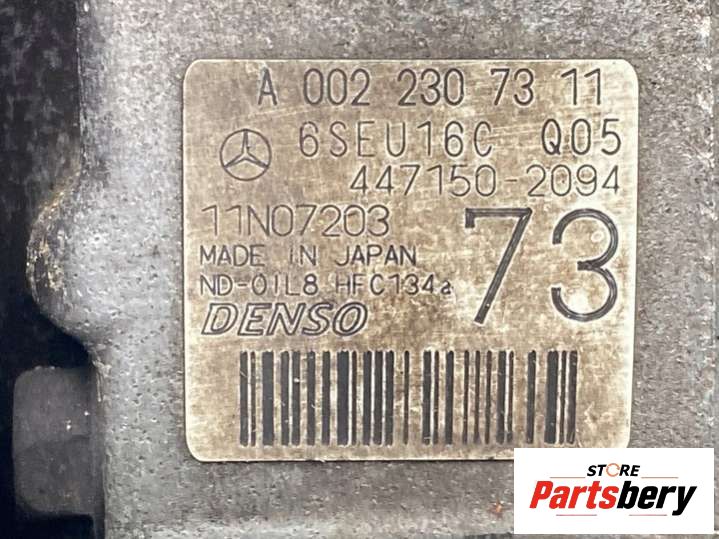 A 002 230 73 11
6SEU16C Q05
447150-2094
11N07203
73
MADE IN JAPAN
ND-OIL8 HFC134a
DENSO
STORE
Partsbery